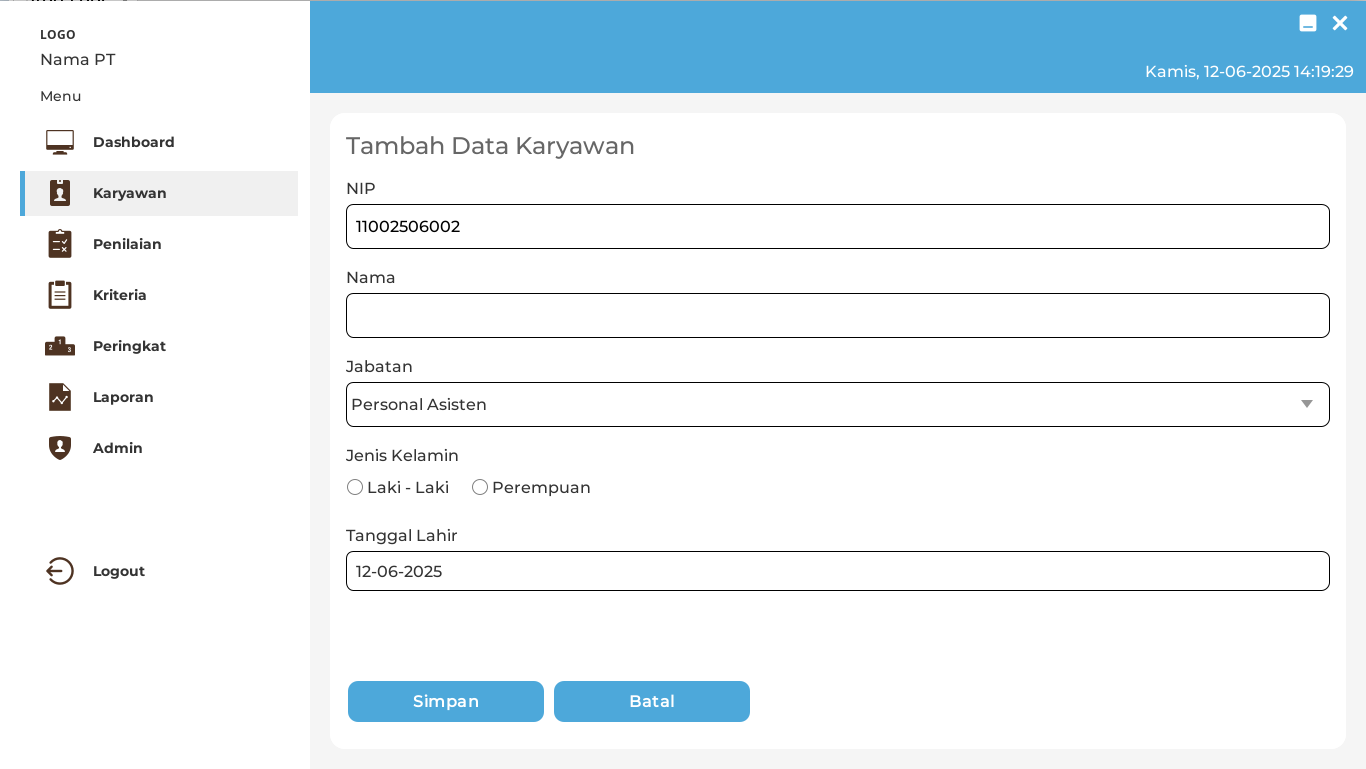 LOGO
Nama PT
Menu
Dashboard
Karyawan
Penilaian
Kriteria
Peringkat
Laporan
Admin
Logout
Kamis, 12-06-2025 14:19:29
Tambah Data Karyawan
NIP
11002506002
Nama
Jabatan
Personal Asisten
Jenis Kelamin
Laki - Laki Perempuan
Tanggal Lahir
12-06-2025
Simpan Batal